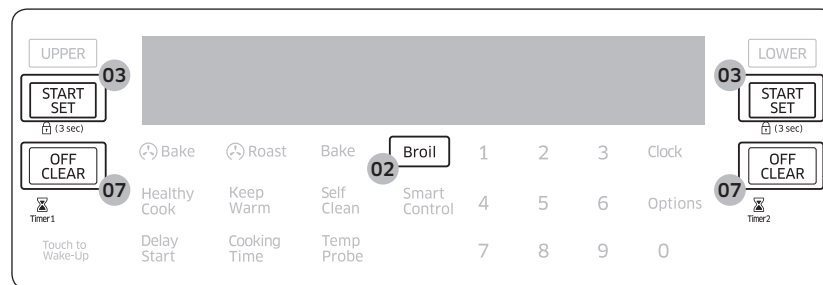 UPPER
LOWER
03
03
START
SET
START
SET
(3 sec)
(3 sec)
Bake
Roast
Bake
Broil
1
2
3
Clock
02
OFF
CLEAR
OFF
CLEAR
07
07
Healthy
Cook
Keep
Warm
Self
Clean
Smart
Control
4
5
6
Options
Timer1
Timer2
Touch to
Wake-Up
Delay
Start
Cooking
Time
Temp
Probe
7
8
9
0